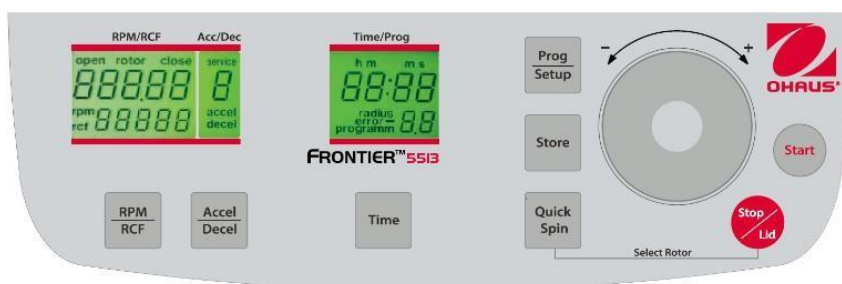 RPM/RCF
Acc/Dec
open rotor close
service
888.88
8
rpm
rcf
88888
accel
decel
Time/Prog
h m m s
88:88
radius
error
programm
8.8
FRONTIER™5513
RPM
RCF
Accel
Decel
Time
Prog
Setup
Store
Quick
Spin
- +
OHAUS®
Start
Stop
Lid
Select Rotor